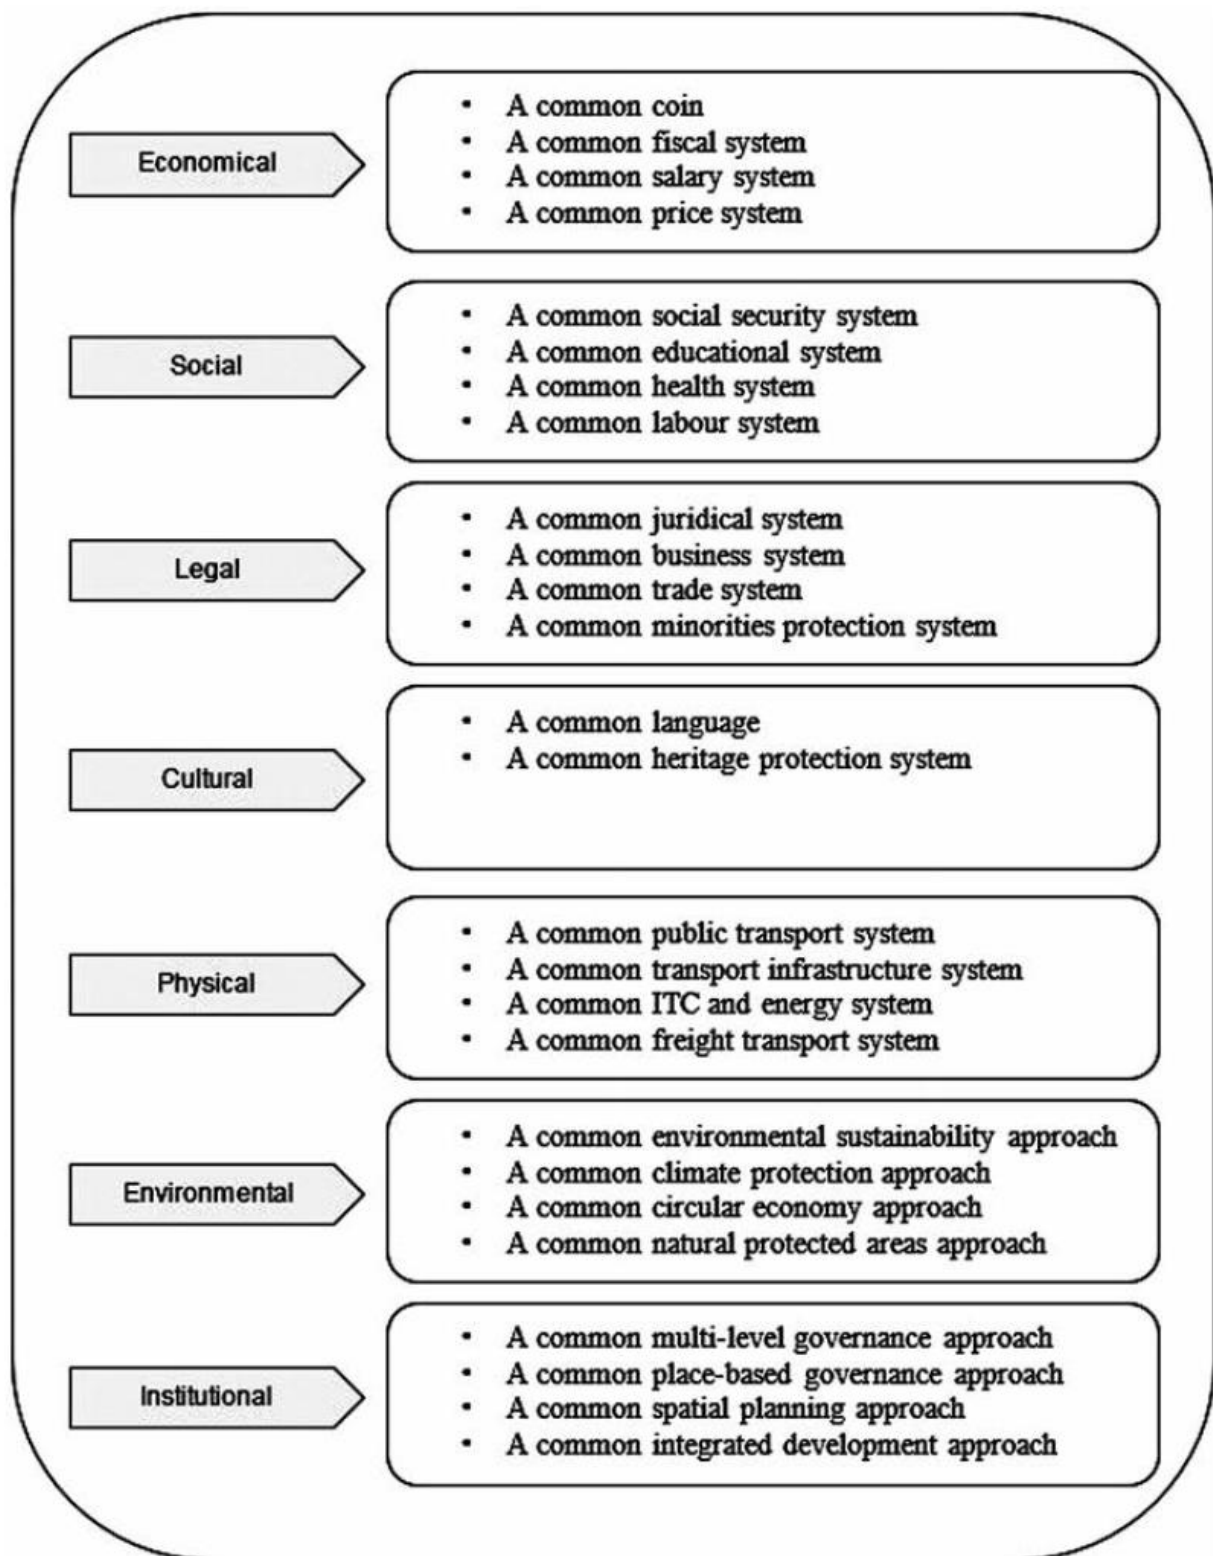 Economical
• A common coin
• A common fiscal system
• A common salary system
• A common price system
Social
• A common social security system
• A common educational system
• A common health system
• A common labour system
Legal
• A common juridical system
• A common business system
• A common trade system
• A common minorities protection system
Cultural
• A common language
• A common heritage protection system
Physical
• A common public transport system
• A common transport infrastructure system
• A common ITC and energy system
• A common freight transport system
Environmental
• A common environmental sustainability approach
• A common climate protection approach
• A common circular economy approach
• A common natural protected areas approach
Institutional
• A common multi-level governance approach
• A common place-based governance approach
• A common spatial planning approach
• A common integrated development approach